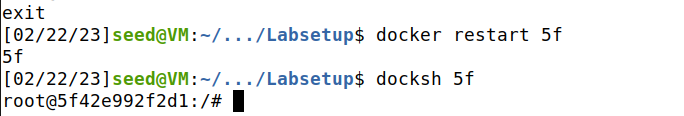 exit
[02/22/23]seed@VM:~/.../Labsetup$ docker restart 5f
5f
[02/22/23]seed@VM:~/.../Labsetup$ docksh 5f
root@5f42e992f2d1:/#